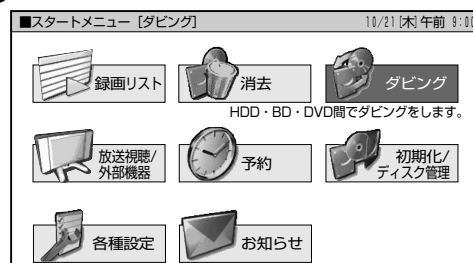 ■スタートメニュー [ダビング] 10/21[木]午前 9:00
録画リスト
消去
ダビング
HDD・BD・DVD間でダビングをします。
放送視聴/
外部機器
予約
初期化/
ディスク管理
各種設定
お知らせ